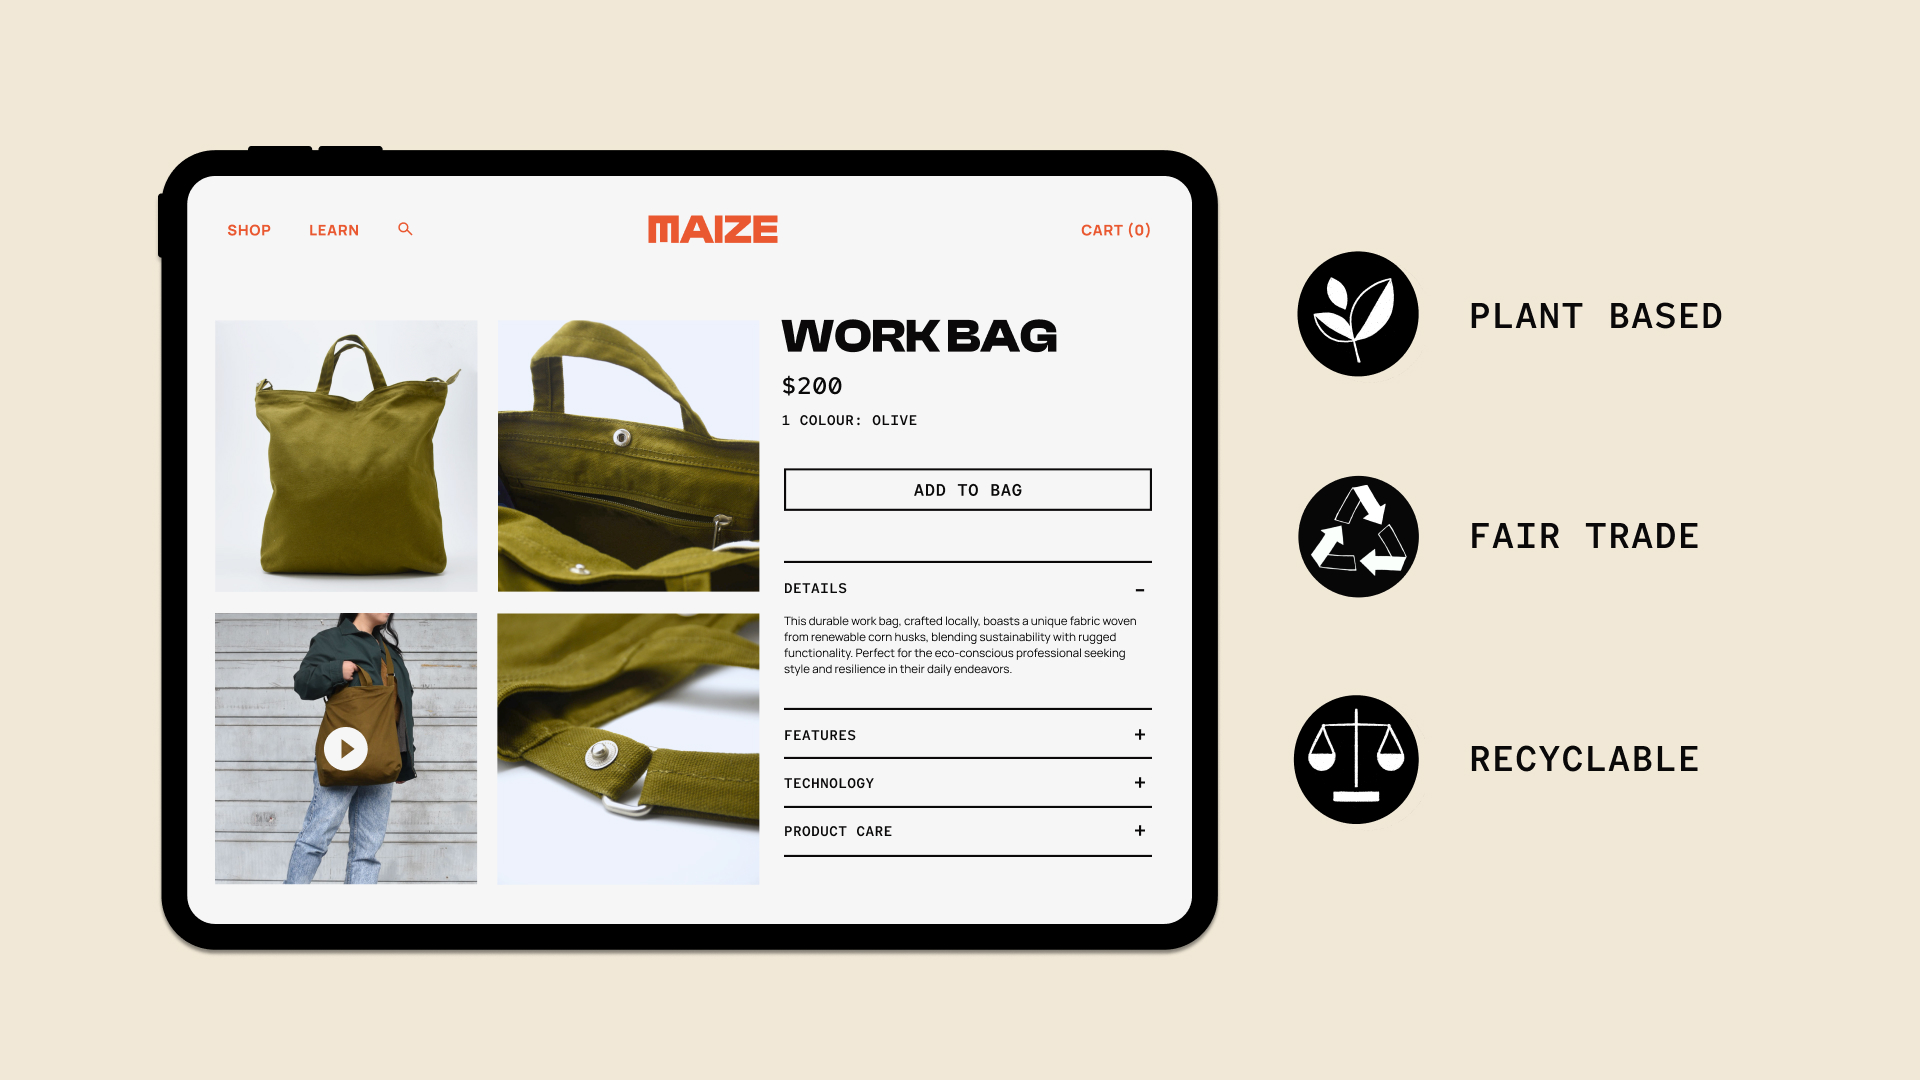 SHOP
LEARN
MAIZE
CART (0)
WORK BAG
$200
1 COLOUR: OLIVE
ADD TO BAG
DETAILS
This durable work bag, crafted locally, boasts a unique fabric woven
from renewable corn husks, blending sustainability with rugged
functionality. Perfect for the eco-conscious professional seeking
style and resilience in their daily endeavors.
FEATURES
TECHNOLOGY
PRODUCT CARE
PLANT BASED
FAIR TRADE
RECYCLABLE